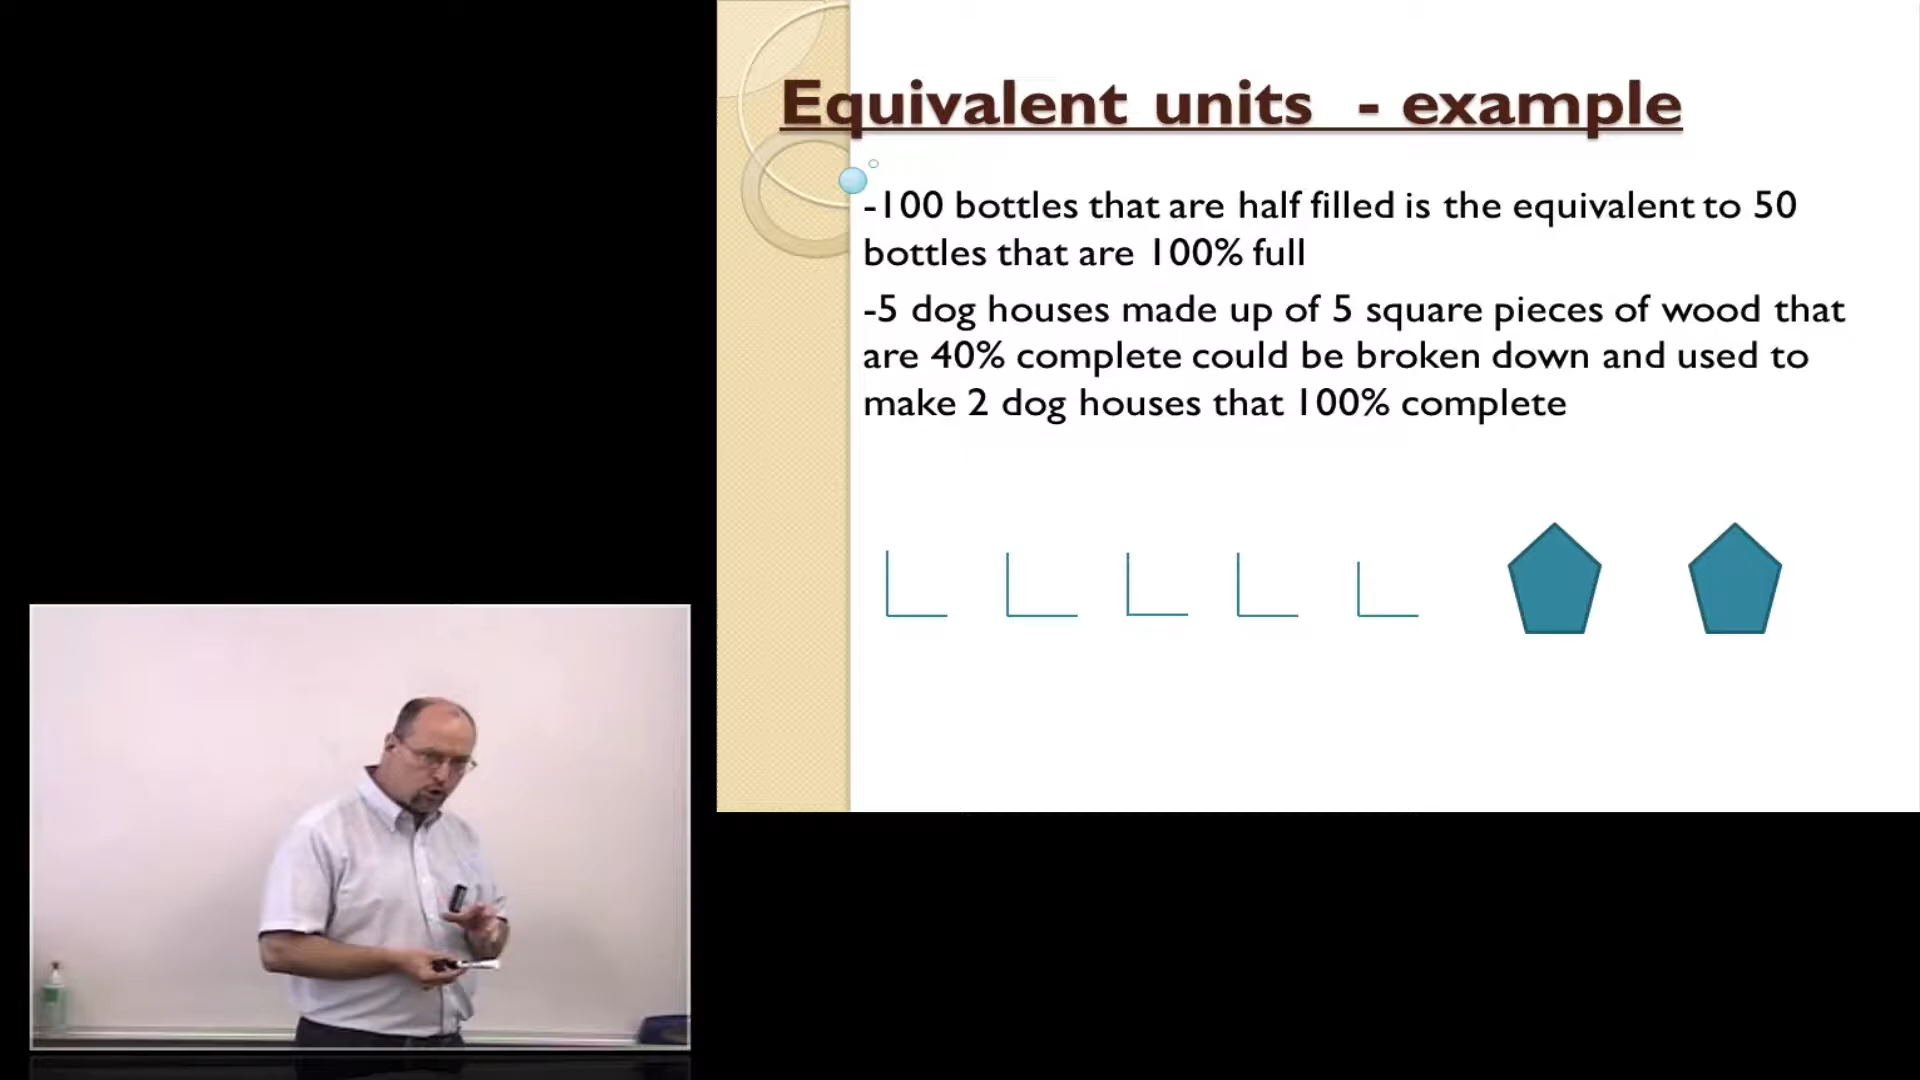 Equivalent units - example
-100 bottles that are half filled is the equivalent to 50
bottles that are 100% full
-5 dog houses made up of 5 square pieces of wood that
are 40% complete could be broken down and used to
make 2 dog houses that 100% complete